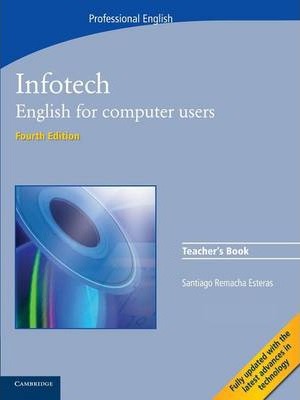 Professional English
Infotech
English for computer users
Fourth Edition
Teacher's Book
Santiago Remacha Esteras
Fully updated with the
latest advances in
technology
CAMBRIDGE